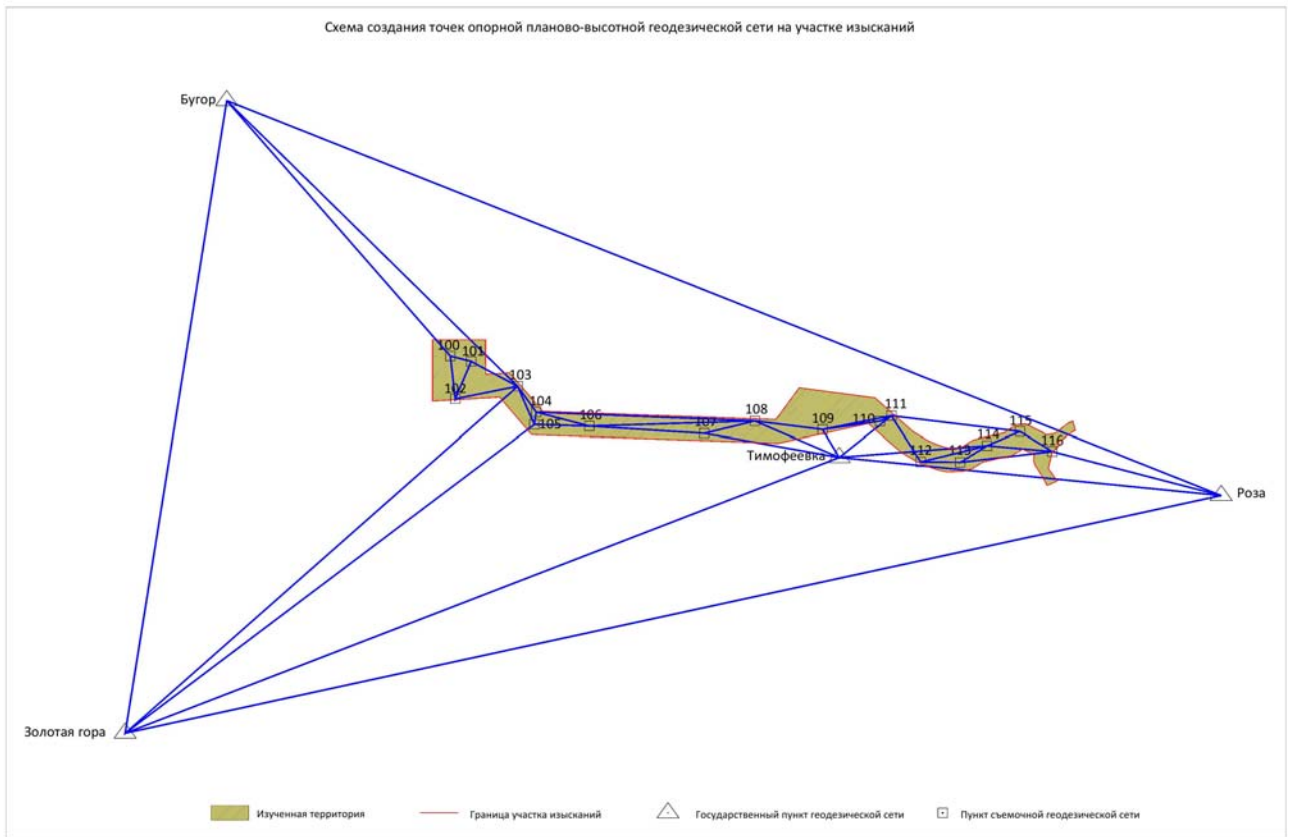 Схема создания точек опорной планово-высотной геодезической сети на участке изысканий
Бугор
100
101
102
103
104
105
106
107
108
109
110
111
112
113
114
115
116
Тимофеевка
Роза
Золотая гора
Изученная территория
Граница участка изысканий
Государственный пункт геодезической сети
Пункт съемочной геодезической сети